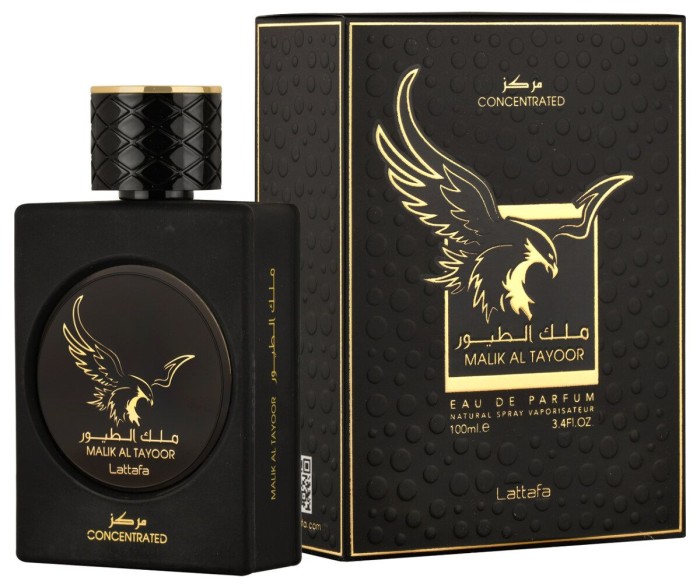 ملك الطيور
MALIK AL TAYOOR
Lattafa
مركز
CONCENTRATED
MALIK AL TAYOOR ملك الطيور
مركز
CONCENTRATED
ملك الطيور
MALIK AL TAYOOR
EAU DE PARFUM
NATURAL SPRAY VAPORISATEUR
100ml.e 3.4Fl.OZ
Lattafa